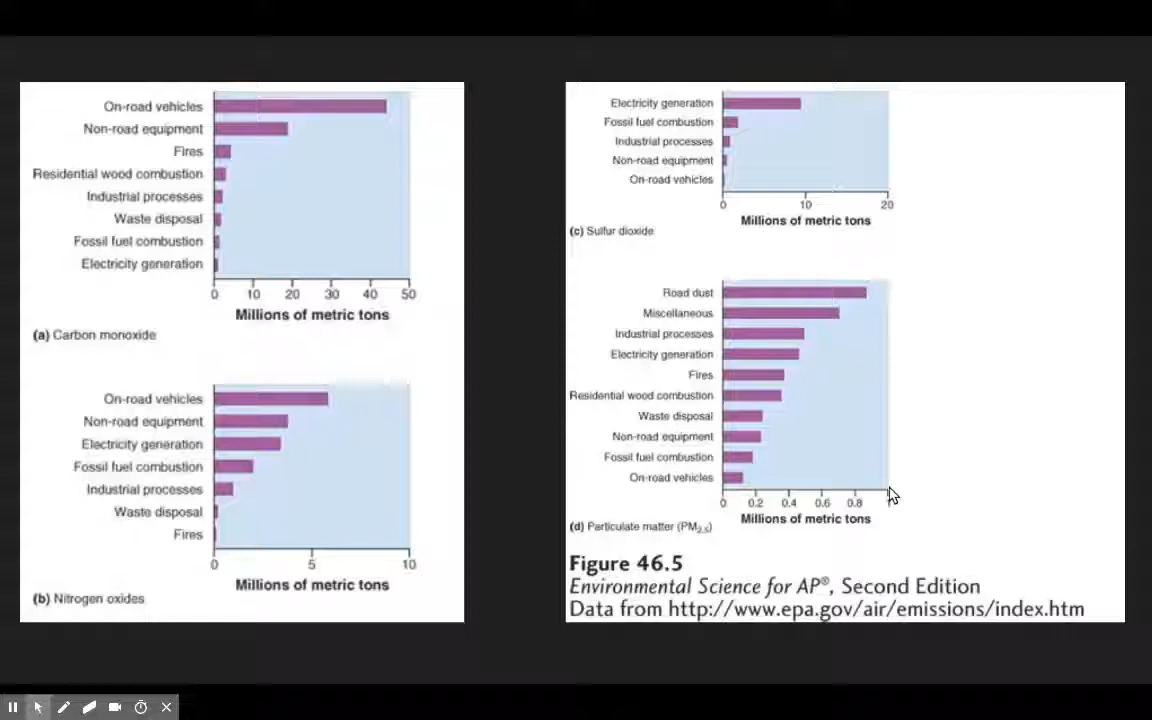 On-road vehicles
Non-road equipment
Fires
Residential wood combustion
Industrial processes
Waste disposal
Fossil fuel combustion
Electricity generation
0 10 20 30 40 50
Millions of metric tons
(a) Carbon monoxide
On-road vehicles
Non-road equipment
Electricity generation
Fossil fuel combustion
Industrial processes
Waste disposal
Fires
0 5 10
Millions of metric tons
(b) Nitrogen oxides
Electricity generation
Fossil fuel combustion
Industrial processes
Non-road equipment
On-road vehicles
0 10 20
Millions of metric tons
(c) Sulfur dioxide
Road dust
Miscellaneous
Industrial processes
Electricity generation
Fires
Residential wood combustion
Waste disposal
Non-road equipment
Fossil fuel combustion
On-road vehicles
0 0.2 0.4 0.6 0.8
Millions of metric tons
(d) Particulate matter (PM2.5)
Figure 46.5
Environmental Science for AP®, Second Edition
Data from http://www.epa.gov/air/emissions/index.htm